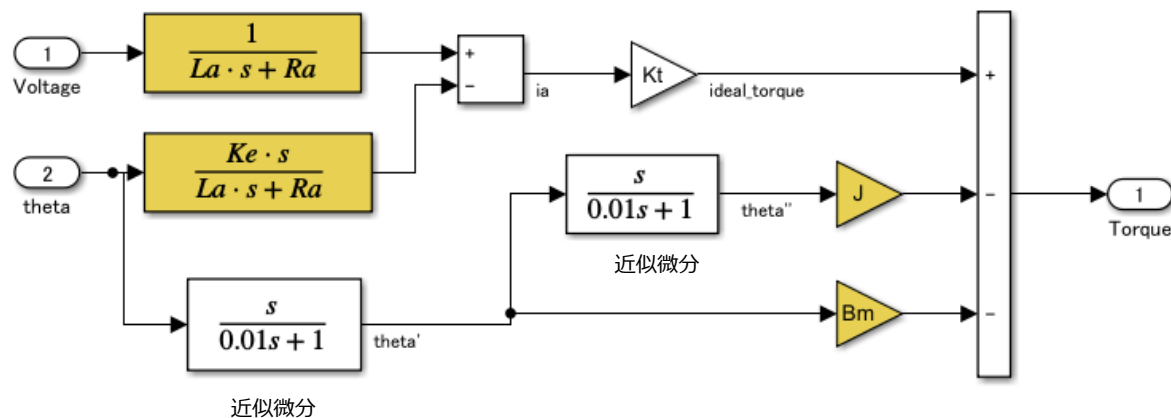 1
Voltage
1
La · s + Ra
+
−
ia
Kt
ideal_torque
+
2
theta
Ke · s
La · s + Ra
s
0.01s + 1
theta''
近似微分
J
−
1
Torque
s
0.01s + 1
theta'
近似微分
Bm
−